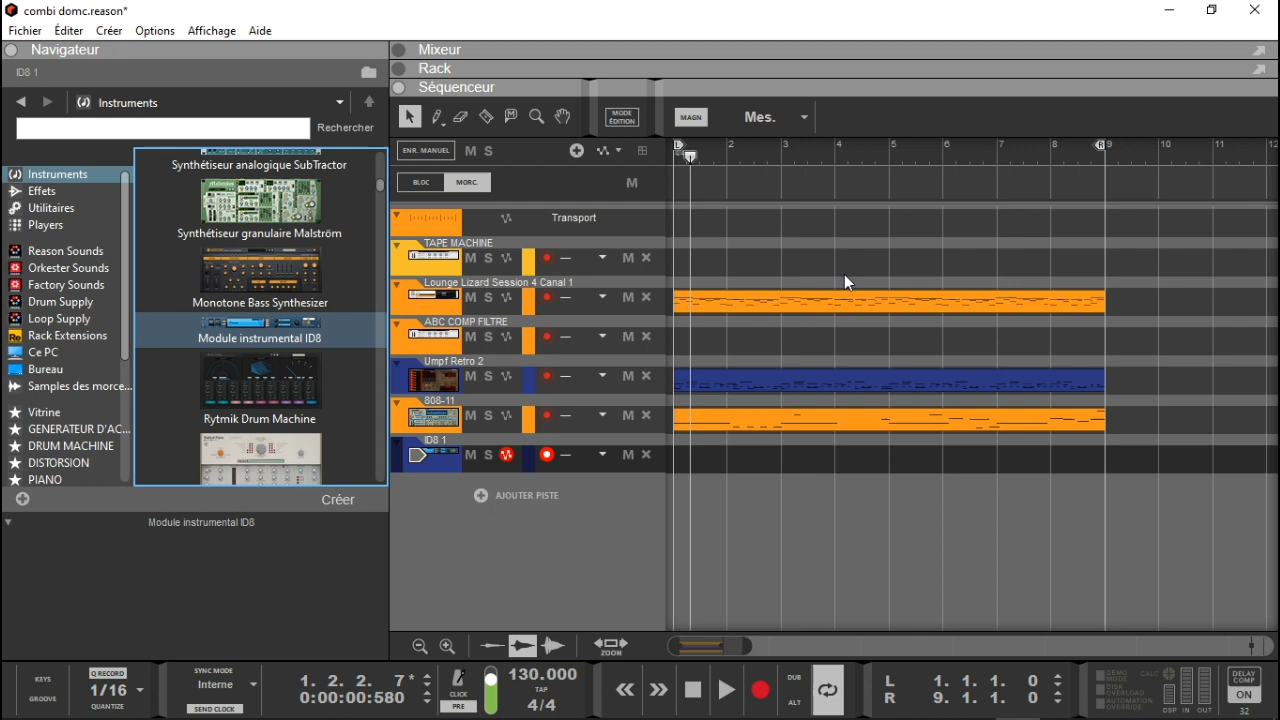 combi domc.reason*
Fichier Éditer Créer Options Affichage Aide
Navigateur
ID8 1
Instruments
Rechercher
Instruments
Effets
Utilitaires
Players
Reason Sounds
Orkester Sounds
Factory Sounds
Drum Supply
Loop Supply
Rack Extensions
Ce PC
Bureau
Samples des morce...
Vitrine
GENERATEUR D'AC...
DRUM MACHINE
DISTORSION
PIANO
Synthétiseur analogique SubTractor
Synthétiseur granulaire Malström
Monotone Bass Synthesizer
Module instrumental ID8
Rytmik Drum Machine
Créer
Module instrumental ID8
Mixeur
Rack
Séquenceur
MODE ÉDITION
MAGN
Mes.
ENR. MANUEL M S
BLOC MORC. M
L 2 3 4 5 6 7 8 R 10 11 12
Transport
TAPE MACHINE
M S M
Lounge Lizard Session 4 Canal 1
M S M
ABC COMP FILTRE
M S M
Umpf Retro 2
M S M
808-11
M S M
ID8 1
M S M
AJOUTER PISTE
ZOOM
KEYS
GROOVE
Q RECORD
1/16
QUANTIZE
SYNC MODE
Interne
SEND CLOCK
1. 2. 2. 7*
0:00:00:580
CLICK
PRE
130.000
TAP
4/4
DUB
ALT
L 1. 1. 1. 0
R 9. 1. 1. 0
DEMO MODE
DISK OVERLOAD
AUTOMATION OVERRIDE
CALC
DSP IN OUT
DELAY COMP
ON
32